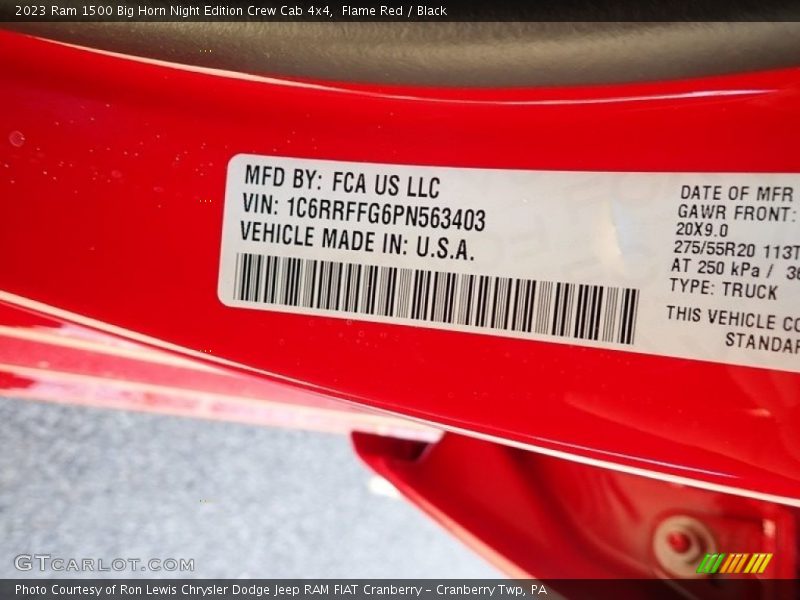 2023 Ram 1500 Big Horn Night Edition Crew Cab 4x4,  Flame Red / Black
MFD BY: FCA US LLC
VIN: 1C6RRFFG6PN563403
VEHICLE MADE IN: U.S.A.
DATE OF MFR
GAWR FRONT:
20X9.0
275/55R20 113T
AT 250 kPa /
TYPE: TRUCK
THIS VEHICLE
GTCARLOT.COM
Photo Courtesy of Ron Lewis Chrysler Dodge Jeep RAM FIAT Cranberry - Cranberry Twp, PA